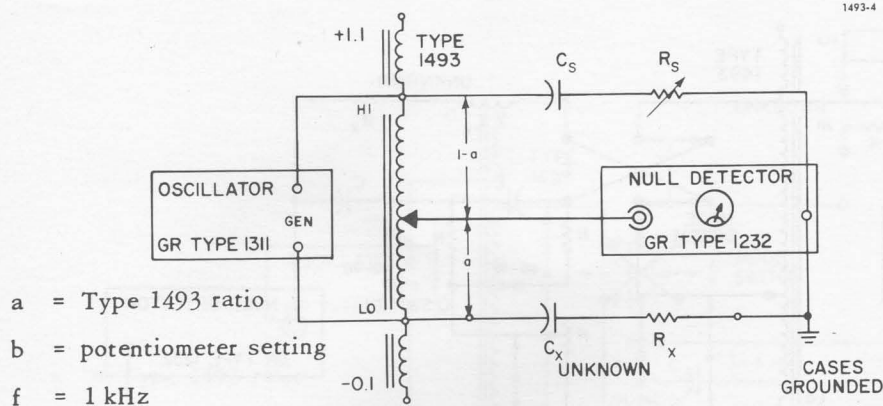 1493-4
+1.1
TYPE
1493
C_S
R_S
HI
1-a
OSCILLATOR
GEN
GR TYPE 1311
NULL DETECTOR
GR TYPE 1232
a
a = Type 1493 ratio
LO
b = potentiometer setting
C_X
R_X
UNKNOWN
CASES
GROUNDED
-0.1
f = 1 kHz